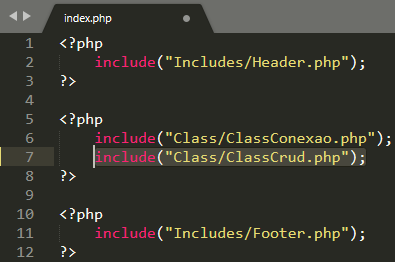 index.php
1 <?php
2 include("Includes/Header.php");
3 ?>
4
5 <?php
6 include("Class/ClassConexao.php");
7 include("Class/ClassCrud.php");
8 ?>
9
10 <?php
11 include("Includes/Footer.php");
12 ?>